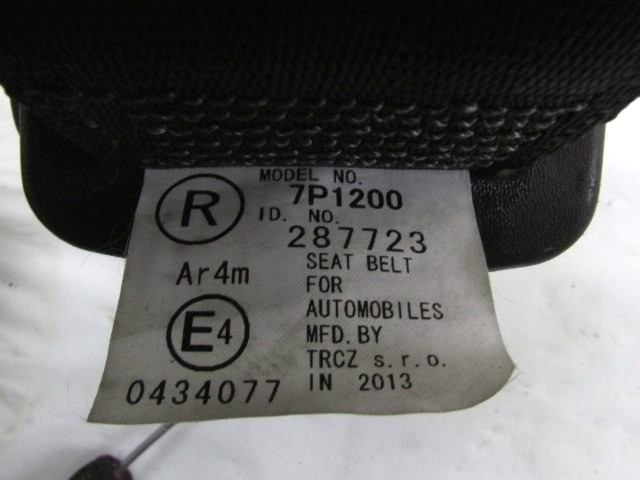 MODEL NO.
7P1200
R
ID. NO.
287723
Ar4m
SEAT BELT
FOR
AUTOMOBILES
E4
MFD. BY
TRCZ s.r.o.
0434077
IN 2013